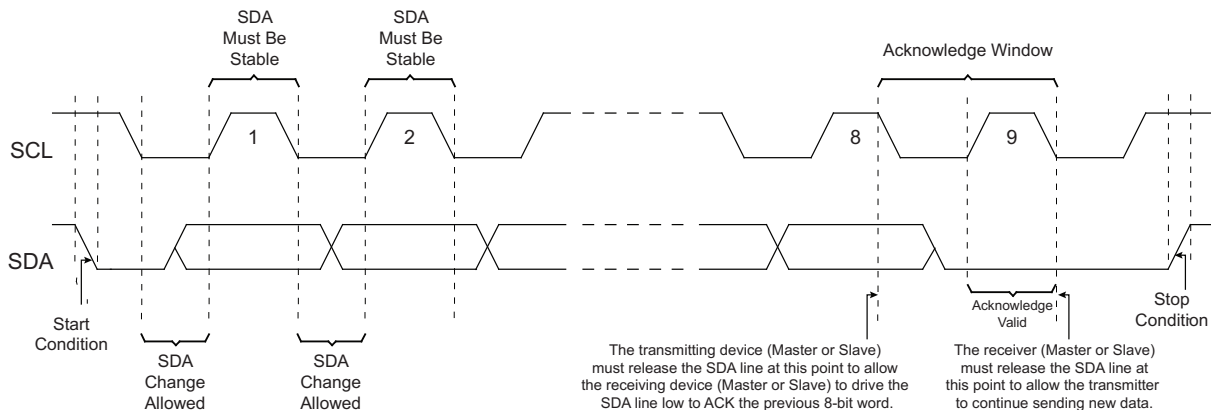 SDA
Must Be
Stable
SDA
Must Be
Stable
Acknowledge Window
SCL
1
2
8
9
SDA
Start
Condition
SDA
Change
Allowed
SDA
Change
Allowed
Acknowledge
Valid
Stop
Condition
The transmitting device (Master or Slave)
must release the SDA line at this point to allow
the receiving device (Master or Slave) to drive the
SDA line low to ACK the previous 8-bit word.
The receiver (Master or Slave)
must release the SDA line at
this point to allow the transmitter
to continue sending new data.